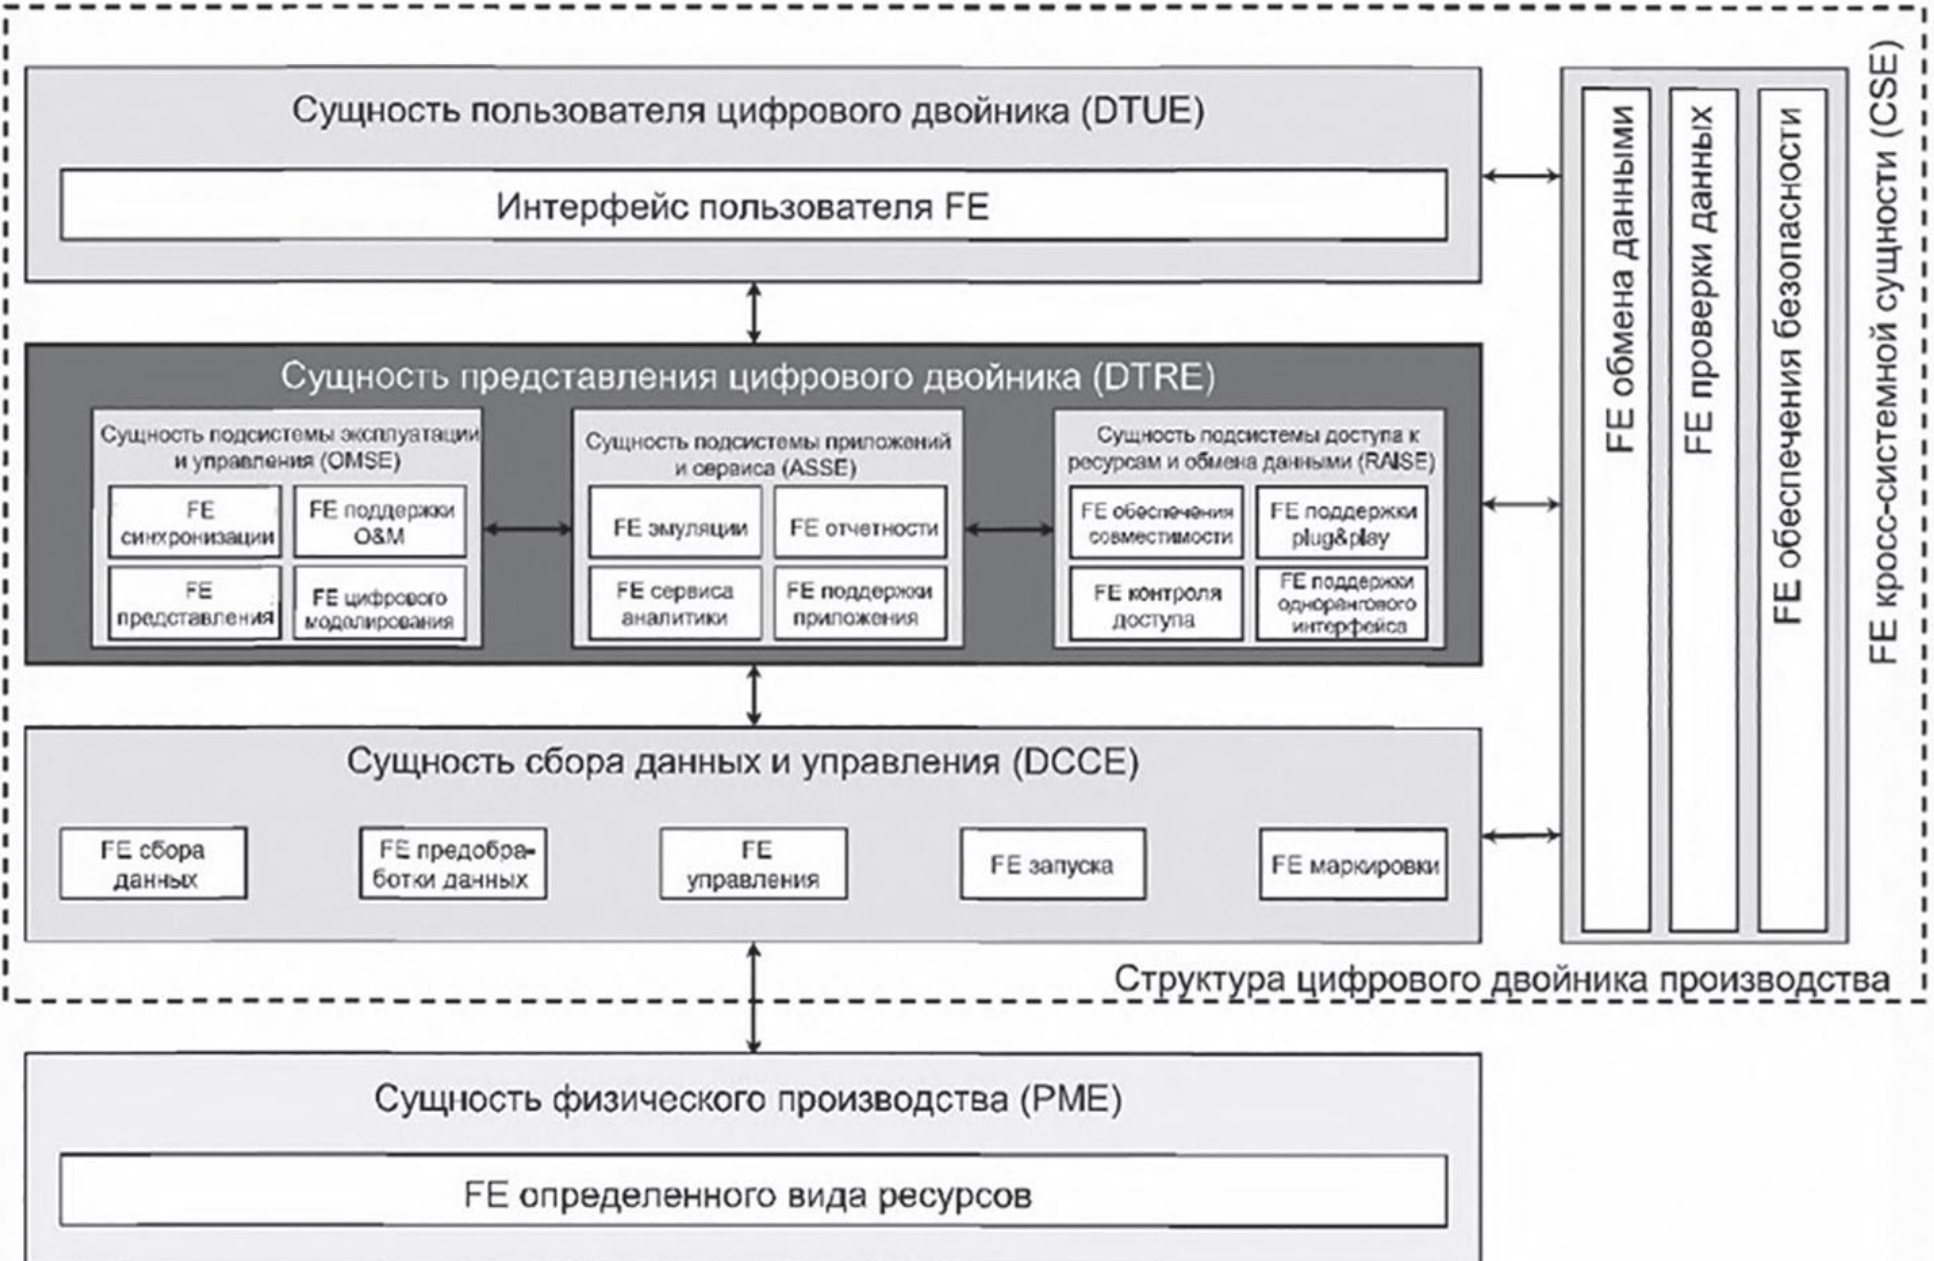 Сущность пользователя цифрового двойника (DTUE)
Интерфейс пользователя FE
Сущность представления цифрового двойника (DTRE)
Сущность подсистемы эксплуатации
и управления (OMSE)
FE
синхронизации
FE поддержки
O&M
FE
представления
FE цифрового
моделирования
Сущность подсистемы приложений
и сервиса (ASSE)
FE эмуляции
FE отчетности
FE сервиса
аналитики
FE поддержки
приложения
Сущность подсистемы доступа к
ресурсам и обмена данными (RAISE)
FE обеспечения
совместимости
FE поддержки
plug&play
FE контроля
доступа
FE поддержки
однорангового
интерфейса
Сущность сбора данных и управления (DCCE)
FE сбора
данных
FE предобра-
ботки данных
FE
управления
FE запуска
FE маркировки
FE обмена данными
FE проверки данных
FE обеспечения безопасности
FE кросс-системной сущности (CSE)
Структура цифрового двойника производства
Сущность физического производства (PME)
FE определенного вида ресурсов